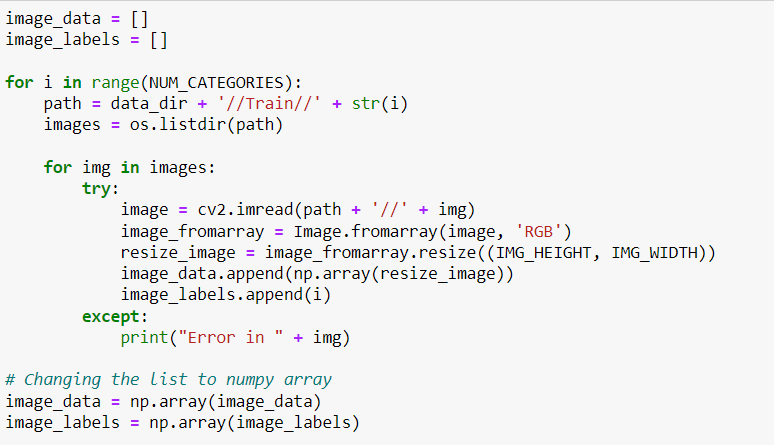 image_data = []
image_labels = []
for i in range(NUM_CATEGORIES):
    path = data_dir + '//Train//' + str(i)
    images = os.listdir(path)
    for img in images:
        try:
            image = cv2.imread(path + '//' + img)
            image_fromarray = Image.fromarray(image, 'RGB')
            resize_image = image_fromarray.resize((IMG_HEIGHT, IMG_WIDTH))
            image_data.append(np.array(resize_image))
            image_labels.append(i)
        except:
            print("Error in " + img)
# Changing the list to numpy array
image_data = np.array(image_data)
image_labels = np.array(image_labels)